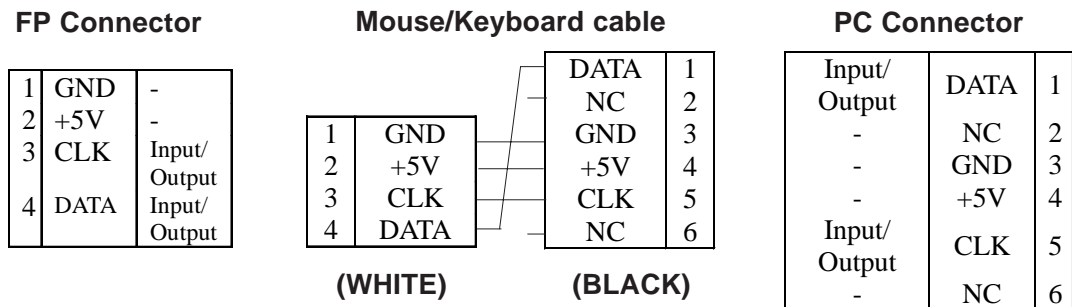 FP Connector
1 GND -
2 +5V -
3 CLK Input/
Output
4 DATA Input/
Output
Mouse/Keyboard cable
1 GND
2 +5V
3 CLK
4 DATA
(WHITE)
DATA 1
NC 2
GND 3
+5V 4
CLK 5
NC 6
(BLACK)
PC Connector
Input/
Output DATA 1
- NC 2
- GND 3
- +5V 4
Input/
Output CLK 5
- NC 6